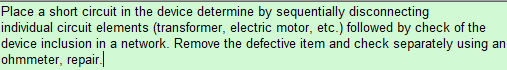 Place a short circuit in the device determine by sequentially disconnecting
individual circuit elements (transformer, electric motor, etc.) followed by check of the
device inclusion in a network. Remove the defective item and check separately using an
ohmmeter, repair.